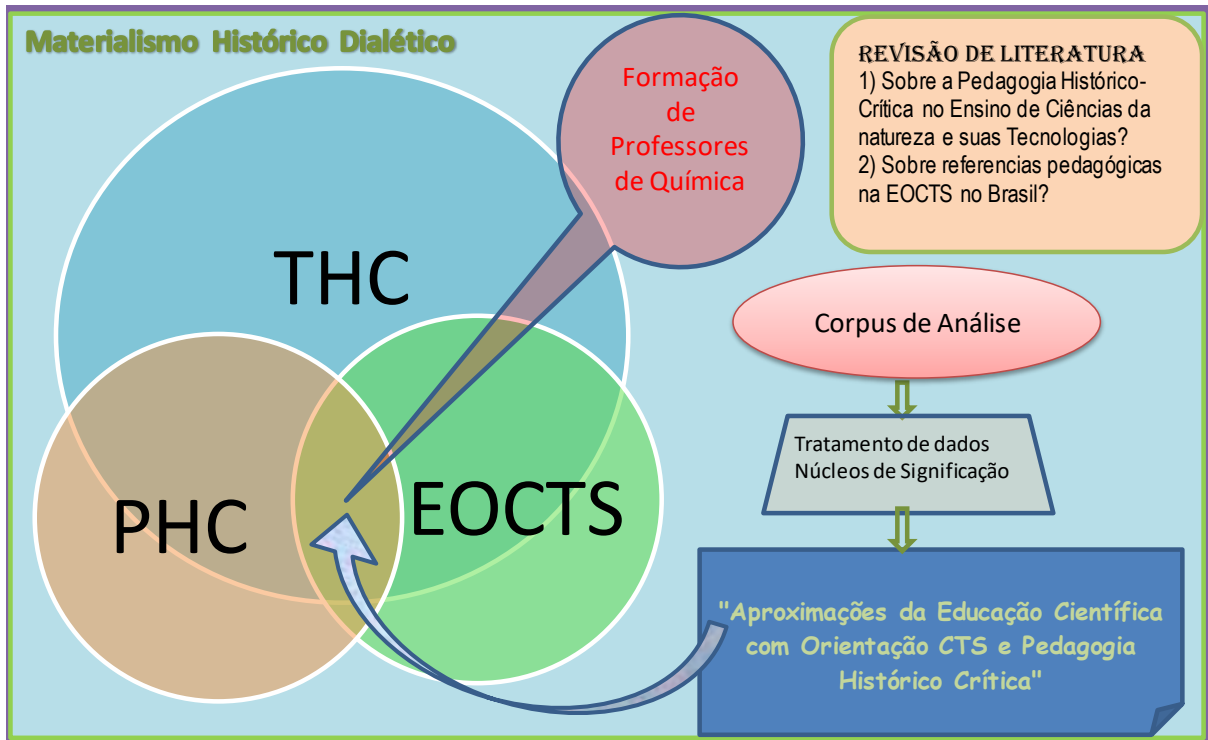 Materialismo Histórico Dialético
Formação
de
Professores
de Química
REVISÃO DE LITERATURA
1) Sobre a Pedagogia Histórico-
Crítica no Ensino de Ciências da
natureza e suas Tecnologias?
2) Sobre referencias pedagógicas
na EOCTS no Brasil?
THC
PHC
EOCTS
Corpus de Análise
Tratamento de dados
Núcleos de Significação
"Aproximações da Educação Científica
com Orientação CTS e Pedagogia
Histórico Crítica"